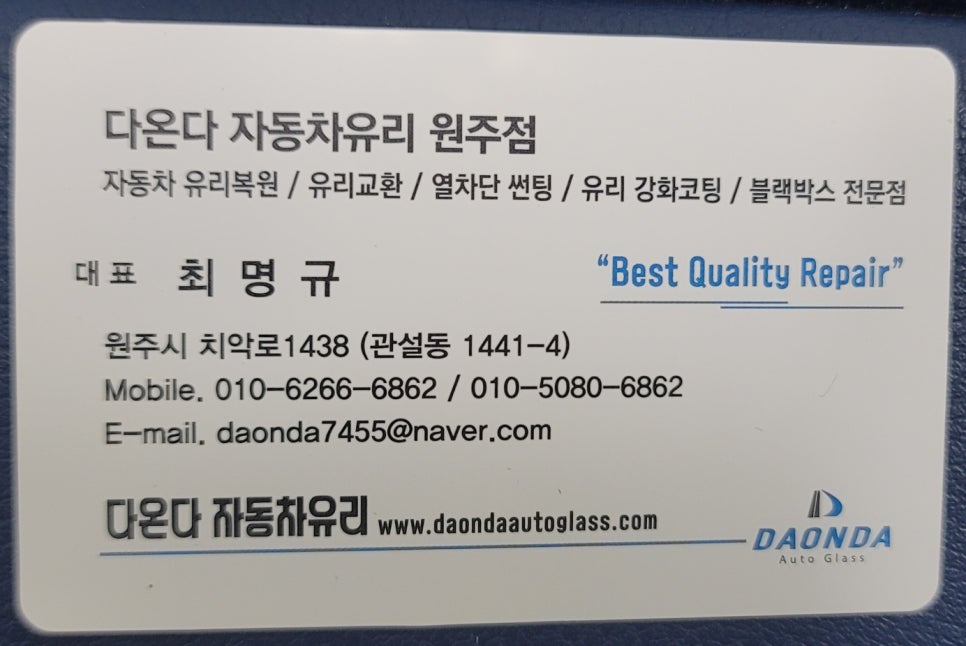 다온다 자동차유리 원주점
자동차 유리복원 / 유리교환 / 열차단 썬팅 / 유리 강화코팅 / 블랙박스 전문점
대표 최명규
“Best Quality Repair”
원주시 치악로1438 (관설동 1441-4)
Mobile. 010-6266-6862 / 010-5080-6862
E-mail. daonda7455@naver.com
다온다 자동차유리 www.daondaautoglass.com
DAONDA
Auto Glass